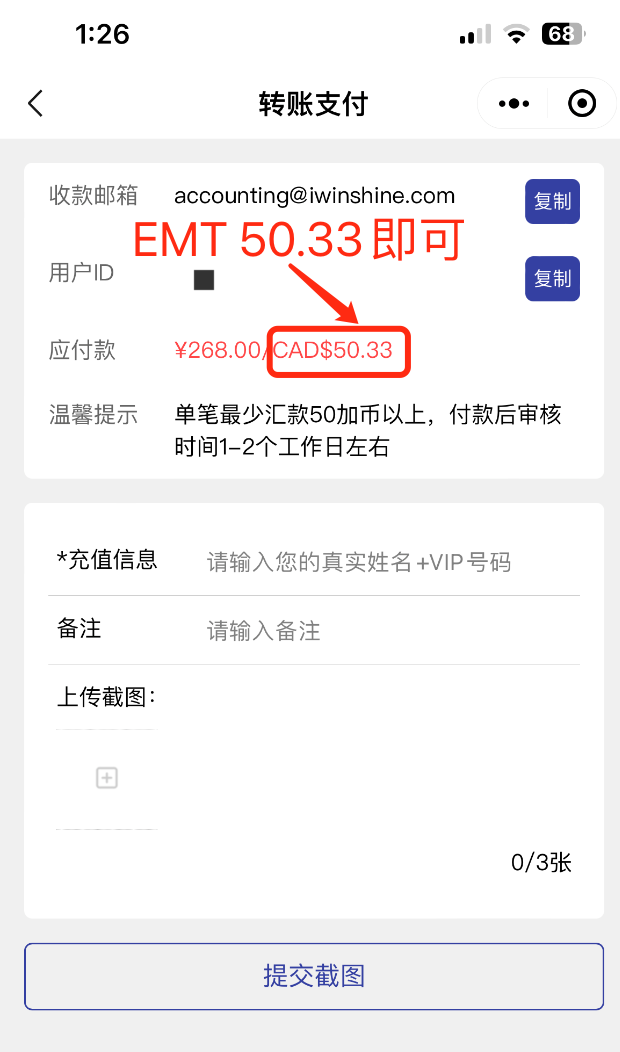 1:26
68
转账支付
收款邮箱 accounting@iwinshine.com 复制
EMT 50.33即可
用户ID 复制
应付款 ¥268.00/CAD$50.33
温馨提示 单笔最少汇款50加币以上，付款后审核
时间1-2个工作日左右
*充值信息 请输入您的真实姓名+VIP号码
备注 请输入备注
上传截图：
0/3张
提交截图